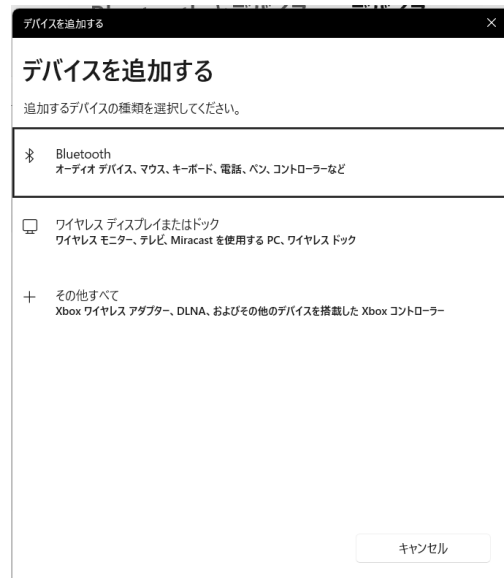 デバイスを追加する
デバイスを追加する
追加するデバイスの種類を選択してください。
Bluetooth
オーディオ デバイス、マウス、キーボード、電話、ペン、コントローラーなど
ワイヤレス ディスプレイまたはドック
ワイヤレス モニター、テレビ、Miracast を使用する PC、ワイヤレス ドック
その他すべて
Xbox ワイヤレス アダプター、DLNA、およびその他のデバイスを搭載した Xbox コントローラー
キャンセル